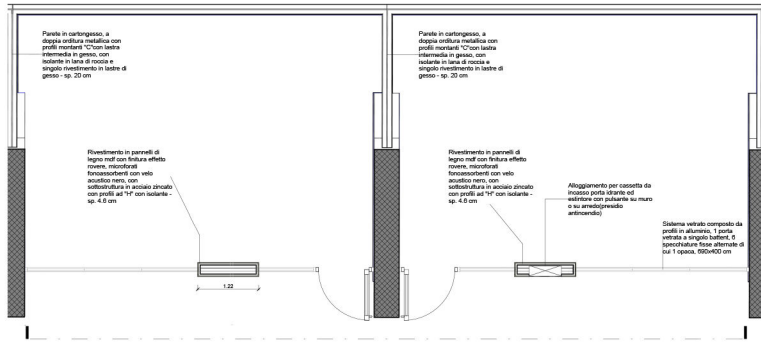 Parete in cartongesso, a
doppia orditura metallica con
profili montanti "C"con lastra
intermedia in gesso, con
isolante in lana di roccia e
singolo rivestimento in lastre di
gesso - sp. 20 cm
Parete in cartongesso, a
doppia orditura metallica con
profili montanti "C"con lastra
intermedia in gesso, con
isolante in lana di roccia e
singolo rivestimento in lastre di
gesso - sp. 20 cm
Rivestimento in pannelli di
legno mdf con finitura effetto
rovere, microforati
fonoassorbenti con velo
acustico nero, con
sottostruttura in acciaio zincato
con profili ad "H" con isolante -
sp. 4.6 cm
Rivestimento in pannelli di
legno mdf con finitura effetto
rovere, microforati
fonoassorbenti con velo
acustico nero, con
sottostruttura in acciaio zincato
con profili ad "H" con isolante -
sp. 4.6 cm
Alloggiamento per cassetta da
incasso porta idrante ed
estintore con pulsante su muro
o su arredo(presidio
antincendio)
Sistema vetrato composto da
profili in alluminio, 1 porta
vetrata a singolo battent, 6
specchiature fisse alternate di
cui 1 opaca, 690x400 cm
1.22